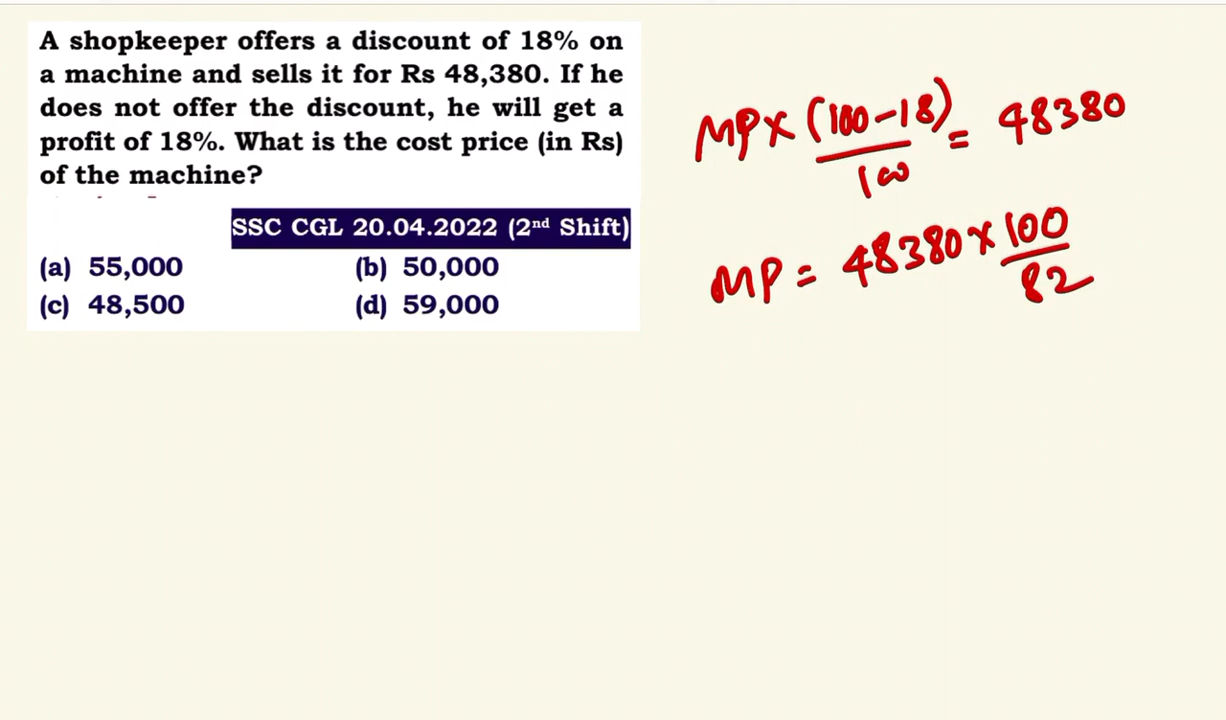 A shopkeeper offers a discount of 18% on
a machine and sells it for Rs 48,380. If he
does not offer the discount, he will get a
profit of 18%. What is the cost price (in Rs)
of the machine?
SSC CGL 20.04.2022 (2nd Shift)
(a) 55,000 (b) 50,000
(c) 48,500 (d) 59,000
MP x (100-18)/100 = 48380
MP = 48380 x 100/82